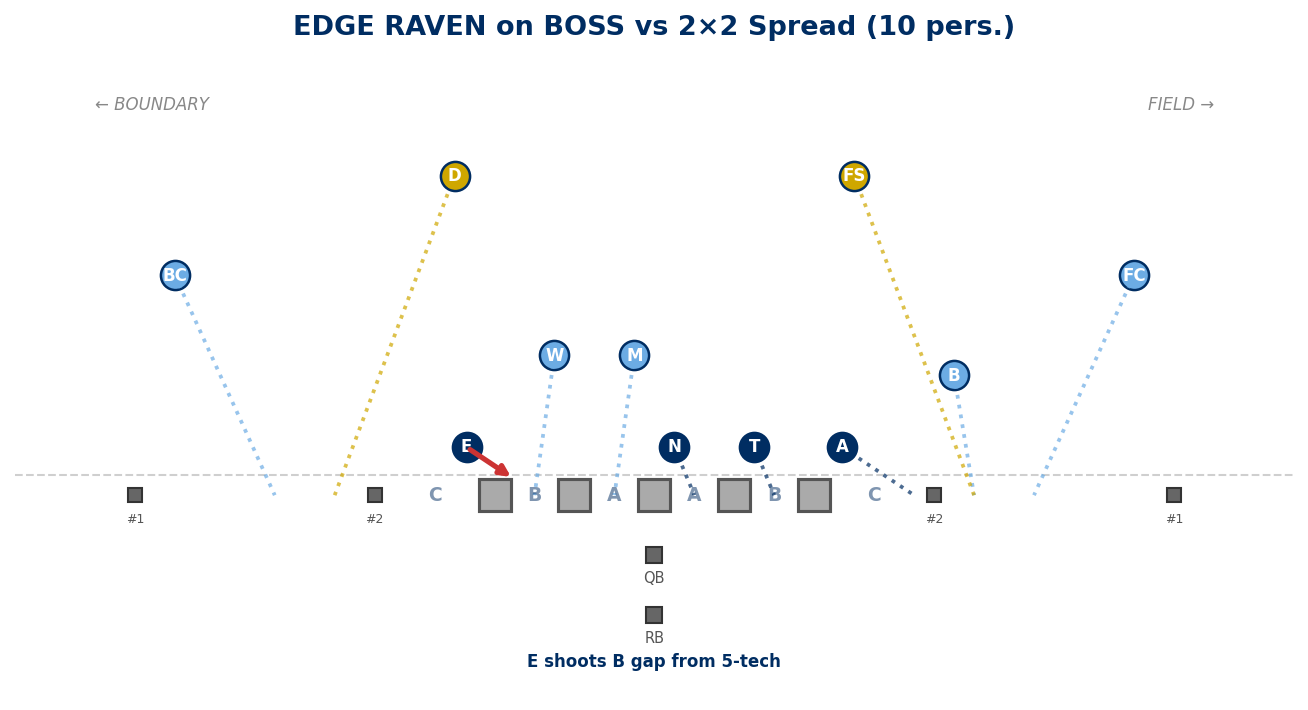 EDGE RAVEN on BOSS vs 2×2 Spread (10 pers.)
← BOUNDARY
FIELD →
D
FS
BC
FC
W
M
B
E
N
T
A
C
B
A
A
B
C
#1
#2
#2
#1
QB
RB
E shoots B gap from 5-tech